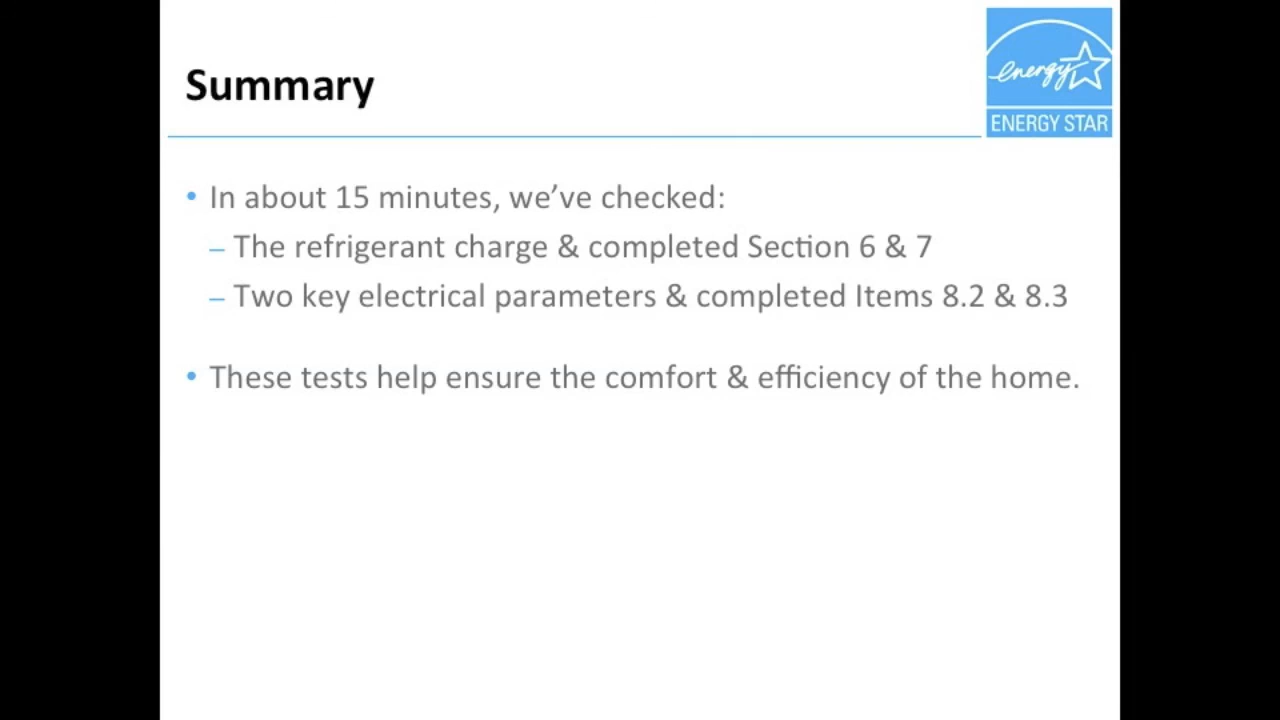 Summary
energy
ENERGY STAR
• In about 15 minutes, we’ve checked:
– The refrigerant charge & completed Section 6 & 7
– Two key electrical parameters & completed Items 8.2 & 8.3
• These tests help ensure the comfort & efficiency of the home.